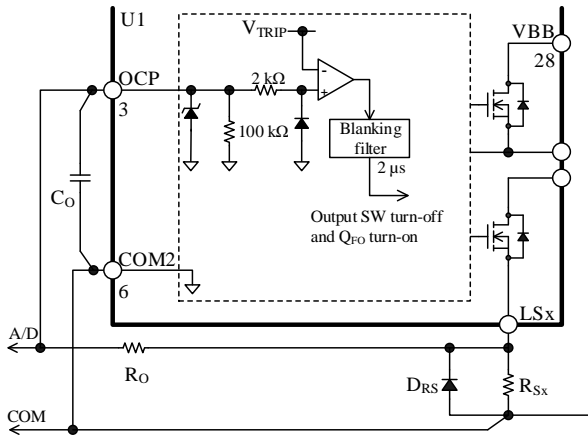 U1
VTRIP
VBB
28
OCP
3
2 kΩ
-
+
100 kΩ
Blanking
filter
2 µs
CO
Output SW turn-off
and QFO turn-on
COM2
6
LSx
A/D
RO
DRS
RSx
COM